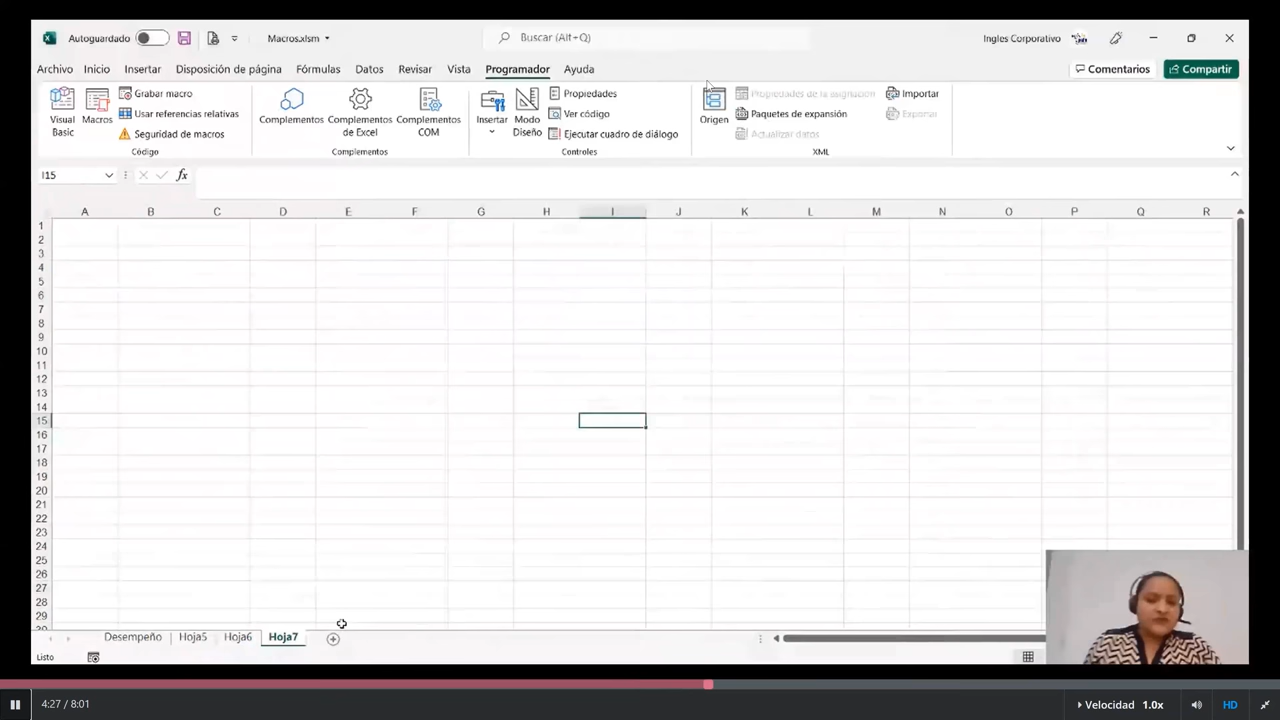 Autoguardado
Macros.xlsm
Buscar (Alt+Q)
Ingles Corporativo
Archivo Inicio Insertar Disposición de página Fórmulas Datos Revisar Vista Programador Ayuda
Comentarios Compartir
Visual Basic
Macros
Grabar macro
Usar referencias relativas
Seguridad de macros
Código
Complementos
Complementos de Excel
Complementos COM
Complementos
Insertar
Modo Diseño
Propiedades
Ver código
Ejecutar cuadro de diálogo
Controles
Origen
Propiedades de la asignación
Paquetes de expansión
Actualizar datos
Importar
Exportar
XML
I15
fx
A B C D E F G H I J K L M N O P Q R
1
2
3
4
5
6
7
8
9
10
11
12
13
14
15
16
17
18
19
20
21
22
23
24
25
26
27
28
29
Desempeño Hoja5 Hoja6 Hoja7
Listo
4:27 / 8:01
Velocidad 1.0x
HD